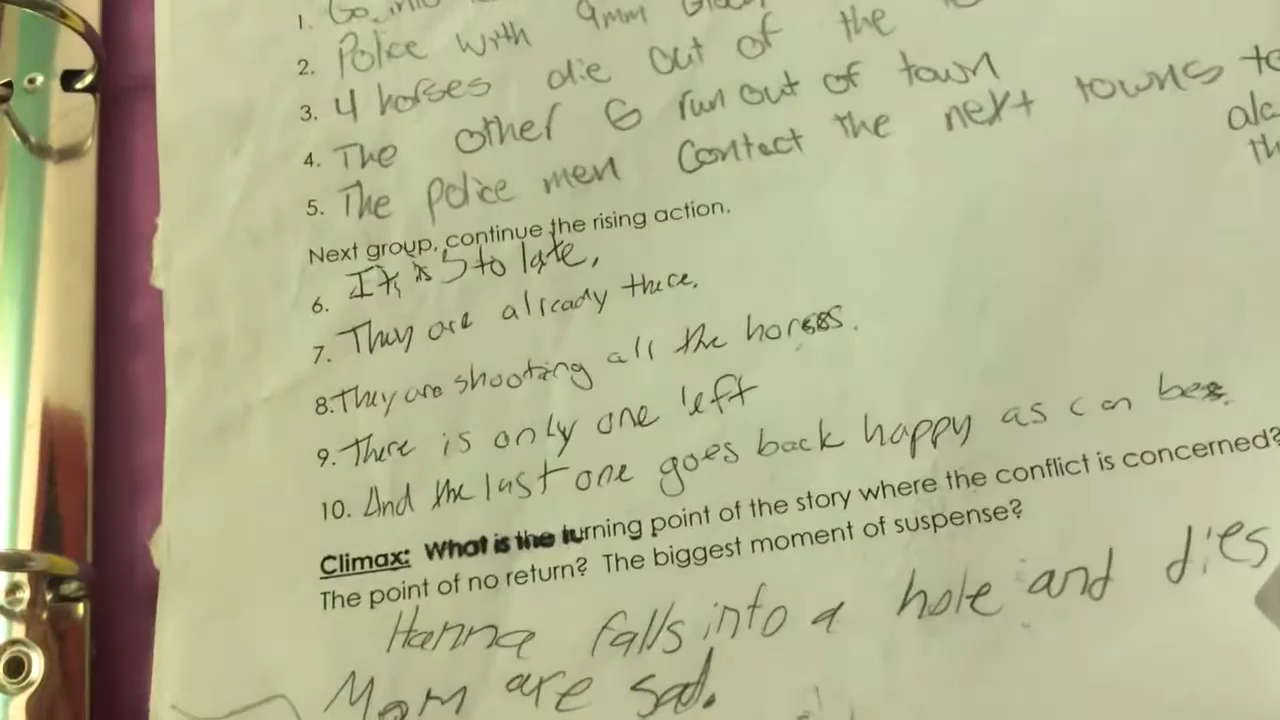 1. Go into
2. Police with 9mm
3. 4 horses die out of the
4. The other 6 run out of town
5. The police men contact the next towns to
Next group, continue the rising action.
6. It is to late.
7. They are already there.
8. They are shooting all the horses.
9. There is only one left
10. And the last one goes back happy as can be.
Climax: What is the turning point of the story where the conflict is concerned?
The point of no return? The biggest moment of suspense?
Hanna falls into a hole and dies
Mom are sad.